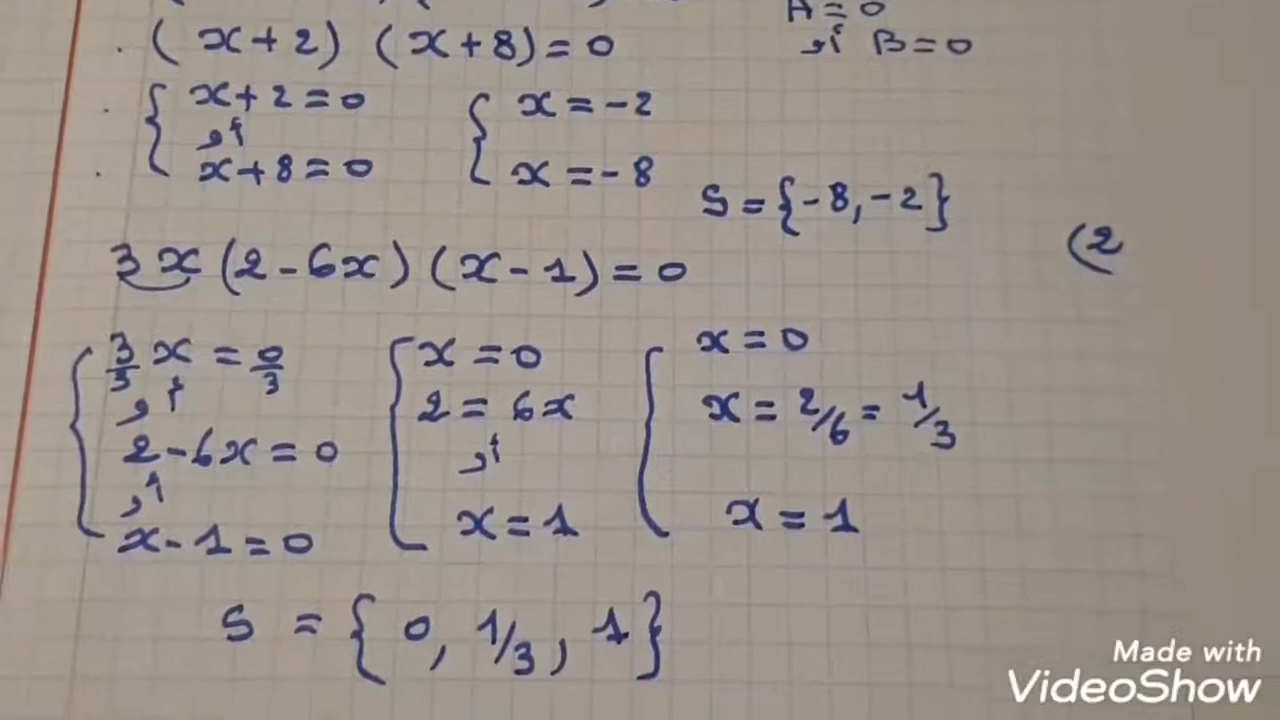 A = 0
(x+2) (x+8) = 0
أو B = 0
x+2=0
أو
x+8=0
x = -2
x = -8
S = {-8, -2}
(2
3x(2-6x)(x-1)=0
3/3 x = 0/3
أو
2-6x=0
أو
x-1=0
x = 0
2 = 6x
أو
x = 1
x = 0
x = 2/6 = 1/3
x = 1
S = {0, 1/3, 1}
Made with
VideoShow